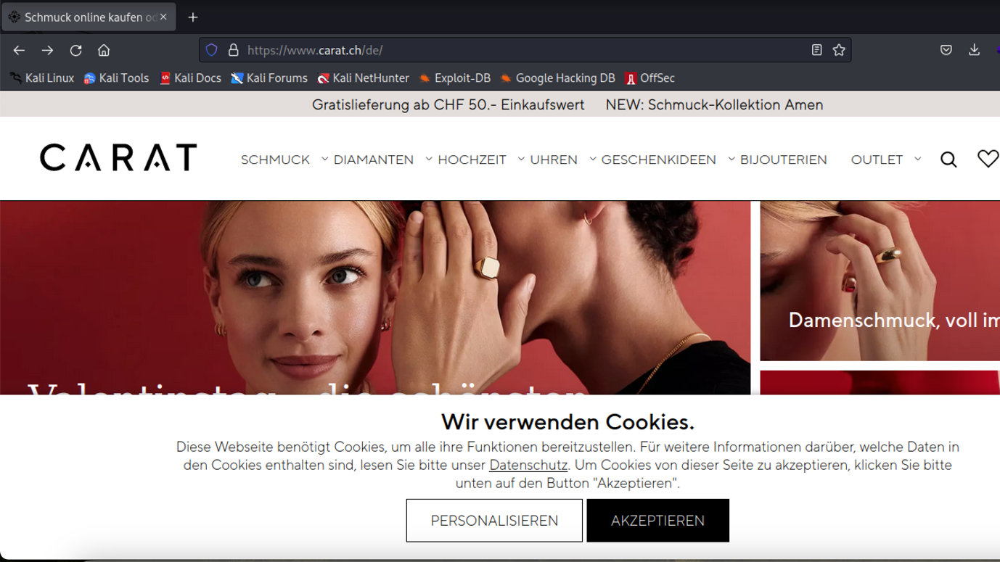 Schmuck online kaufen od
https://www.carat.ch/de/
Kali Linux Kali Tools Kali Docs Kali Forums Kali NetHunter Exploit-DB Google Hacking DB OffSec
Gratislieferung ab CHF 50.- Einkaufswert NEW: Schmuck-Kollektion Amen
CARAT SCHMUCK DIAMANTEN HOCHZEIT UHREN GESCHENKIDEEN BIJOUTERIEN OUTLET
Damenschmuck, voll im
Valentinstag - die schönsten
Wir verwenden Cookies.
Diese Webseite benötigt Cookies, um alle ihre Funktionen bereitzustellen. Für weitere Informationen darüber, welche Daten in
den Cookies enthalten sind, lesen Sie bitte unser Datenschutz. Um Cookies von dieser Seite zu akzeptieren, klicken Sie bitte
unten auf den Button "Akzeptieren".
PERSONALISIEREN AKZEPTIEREN